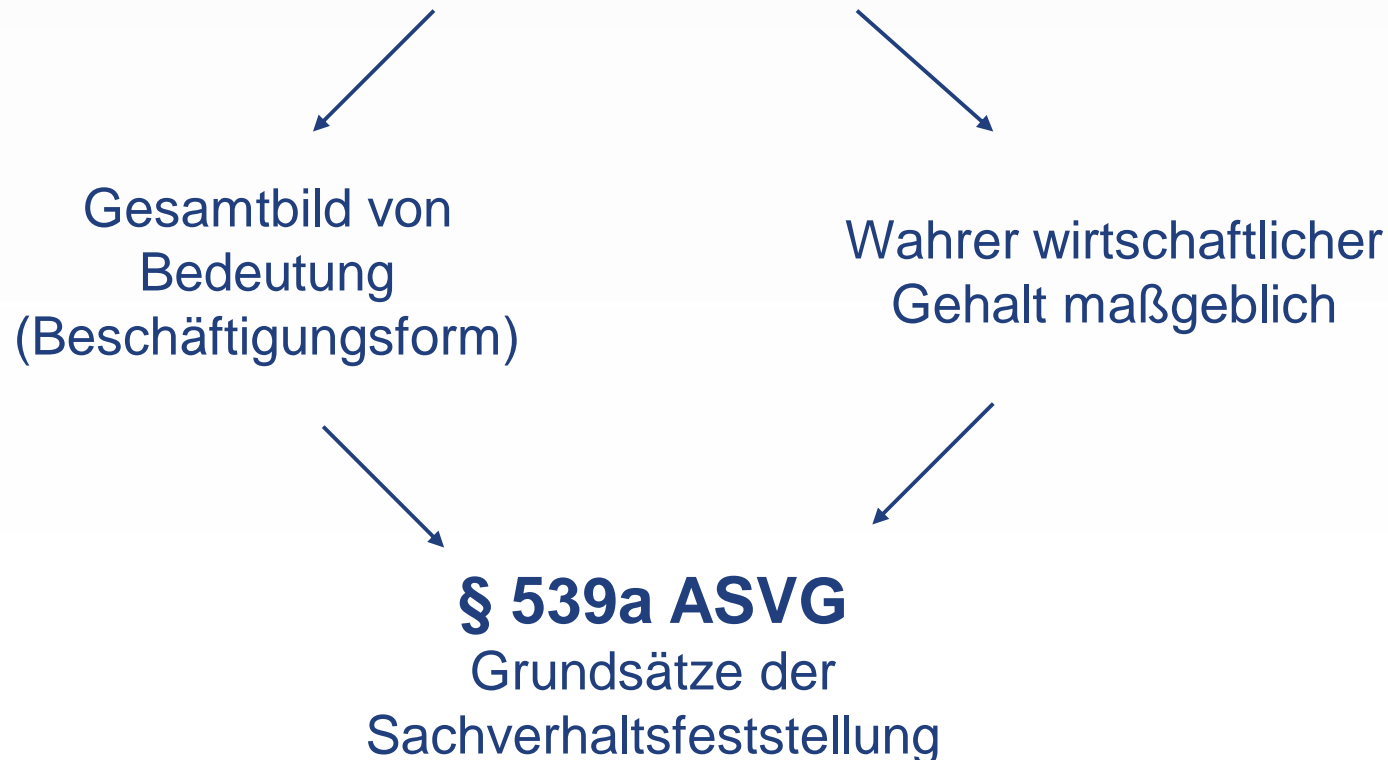 Gesamtbild von
Bedeutung
(Beschäftigungsform)
Wahrer wirtschaftlicher
Gehalt maßgeblich
§ 539a ASVG
Grundsätze der
Sachverhaltsfeststellung